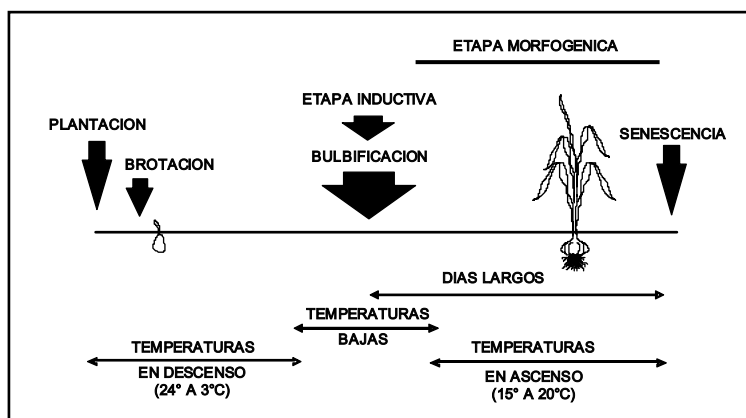 ETAPA MORFOGENICA
ETAPA INDUCTIVA
PLANTACION
SENESCENCIA
BROTACION
BULBIFICACION
DIAS LARGOS
TEMPERATURAS
BAJAS
TEMPERATURAS
EN DESCENSO
(24° A 3°C)
TEMPERATURAS
EN ASCENSO
(15° A 20°C)